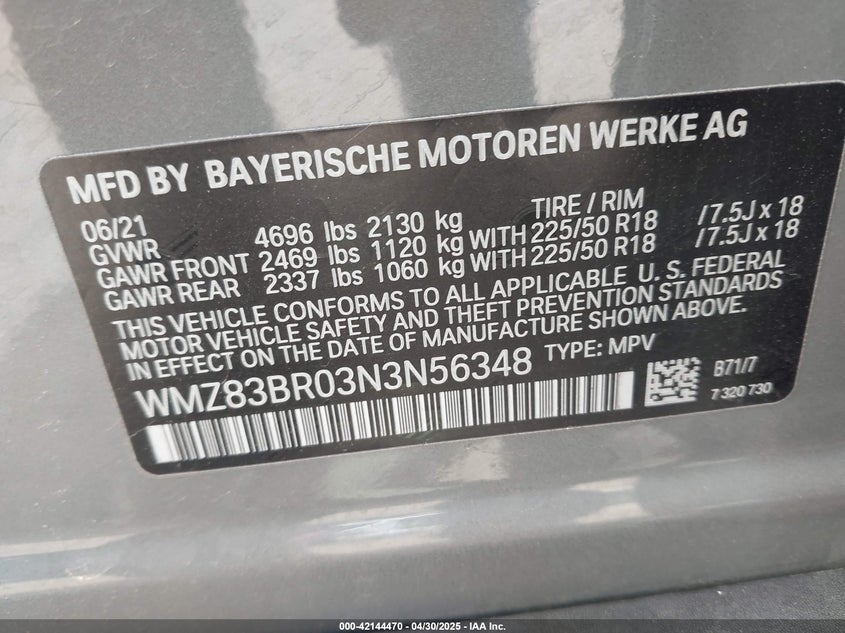 MFD BY BAYERISCHE MOTOREN WERKE AG
06/21 TIRE / RIM
GVWR 4696 lbs 2130 kg
GAWR FRONT 2469 lbs 1120 kg WITH 225/50 R18 /7.5J x 18
GAWR REAR 2337 lbs 1060 kg WITH 225/50 R18 /7.5J x 18
THIS VEHICLE CONFORMS TO ALL APPLICABLE U. S. FEDERAL
MOTOR VEHICLE SAFETY AND THEFT PREVENTION STANDARDS
IN EFFECT ON THE DATE OF MANUFACTURE SHOWN ABOVE.
WMZ83BR03N3N56348 TYPE: MPV B71/7
7 320 730
000-42144470 - 04/30/2025 - IAA Inc.